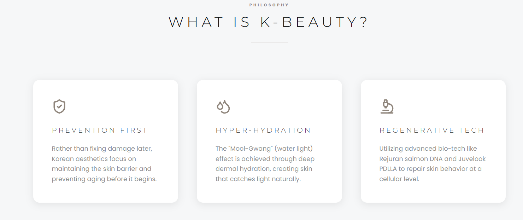 PHILOSOPHY
WHAT IS K-BEAUTY?
PREVENTION FIRST
Rather than fixing damage later,
Korean aesthetics focus on
maintaining the skin barrier and
preventing aging before it begins.
HYPER-HYDRATION
The "Mool-Gwang" (water light)
effect is achieved through deep
dermal hydration, creating skin
that catches light naturally.
REGENERATIVE TECH
Utilizing advanced bio-tech like
Rejuran salmon DNA and Juvelook
PDLLA to repair skin behavior at a
cellular level.